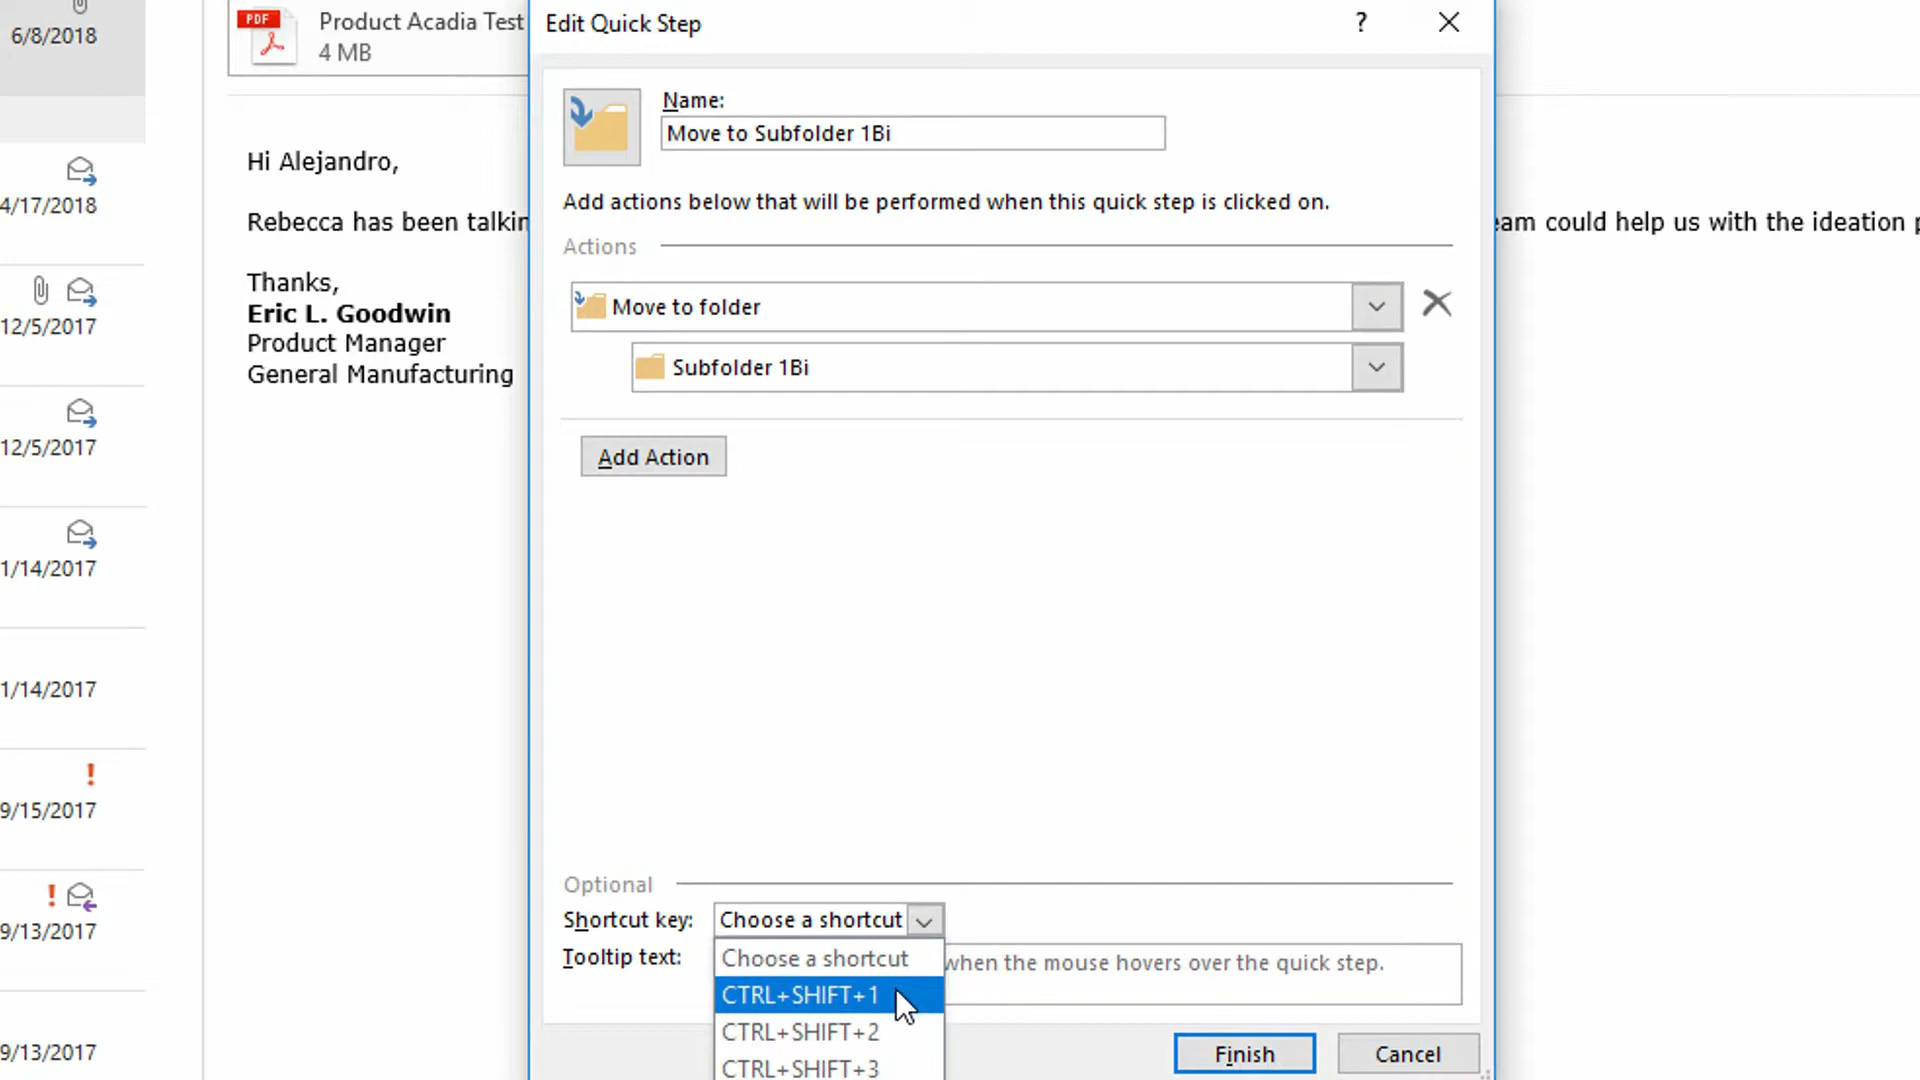 6/8/2018
4/17/2018
12/5/2017
12/5/2017
1/14/2017
1/14/2017
9/15/2017
9/13/2017
9/13/2017
PDF
Product Acadia Test
4 MB
Hi Alejandro,
Rebecca has been talkin
eam could help us with the ideation p
Thanks,
Eric L. Goodwin
Product Manager
General Manufacturing
Edit Quick Step
?
Name:
Move to Subfolder 1Bi
Add actions below that will be performed when this quick step is clicked on.
Actions
Move to folder
Subfolder 1Bi
Add Action
Optional
Shortcut key:
Choose a shortcut
Tooltip text:
when the mouse hovers over the quick step.
Choose a shortcut
CTRL+SHIFT+1
CTRL+SHIFT+2
CTRL+SHIFT+3
Finish
Cancel